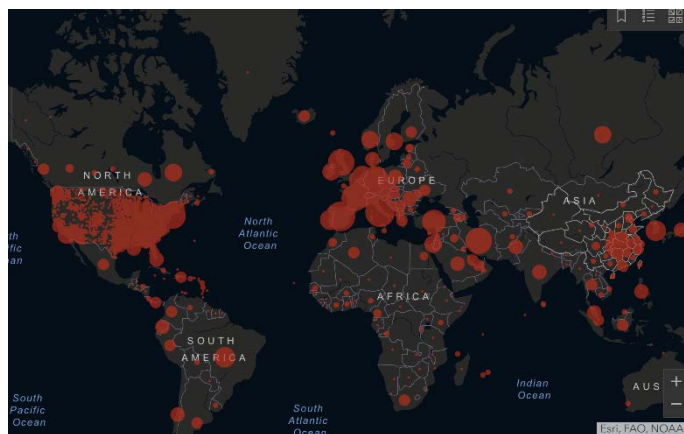 NORTH
AMERICA
EUROPE
ASIA
North
Atlantic
Ocean
AFRICA
SOUTH
AMERICA
Indian
Ocean
South
Pacific
Ocean
South
Atlantic
Ocean
AUS
+
−
Esri, FAO, NOAA